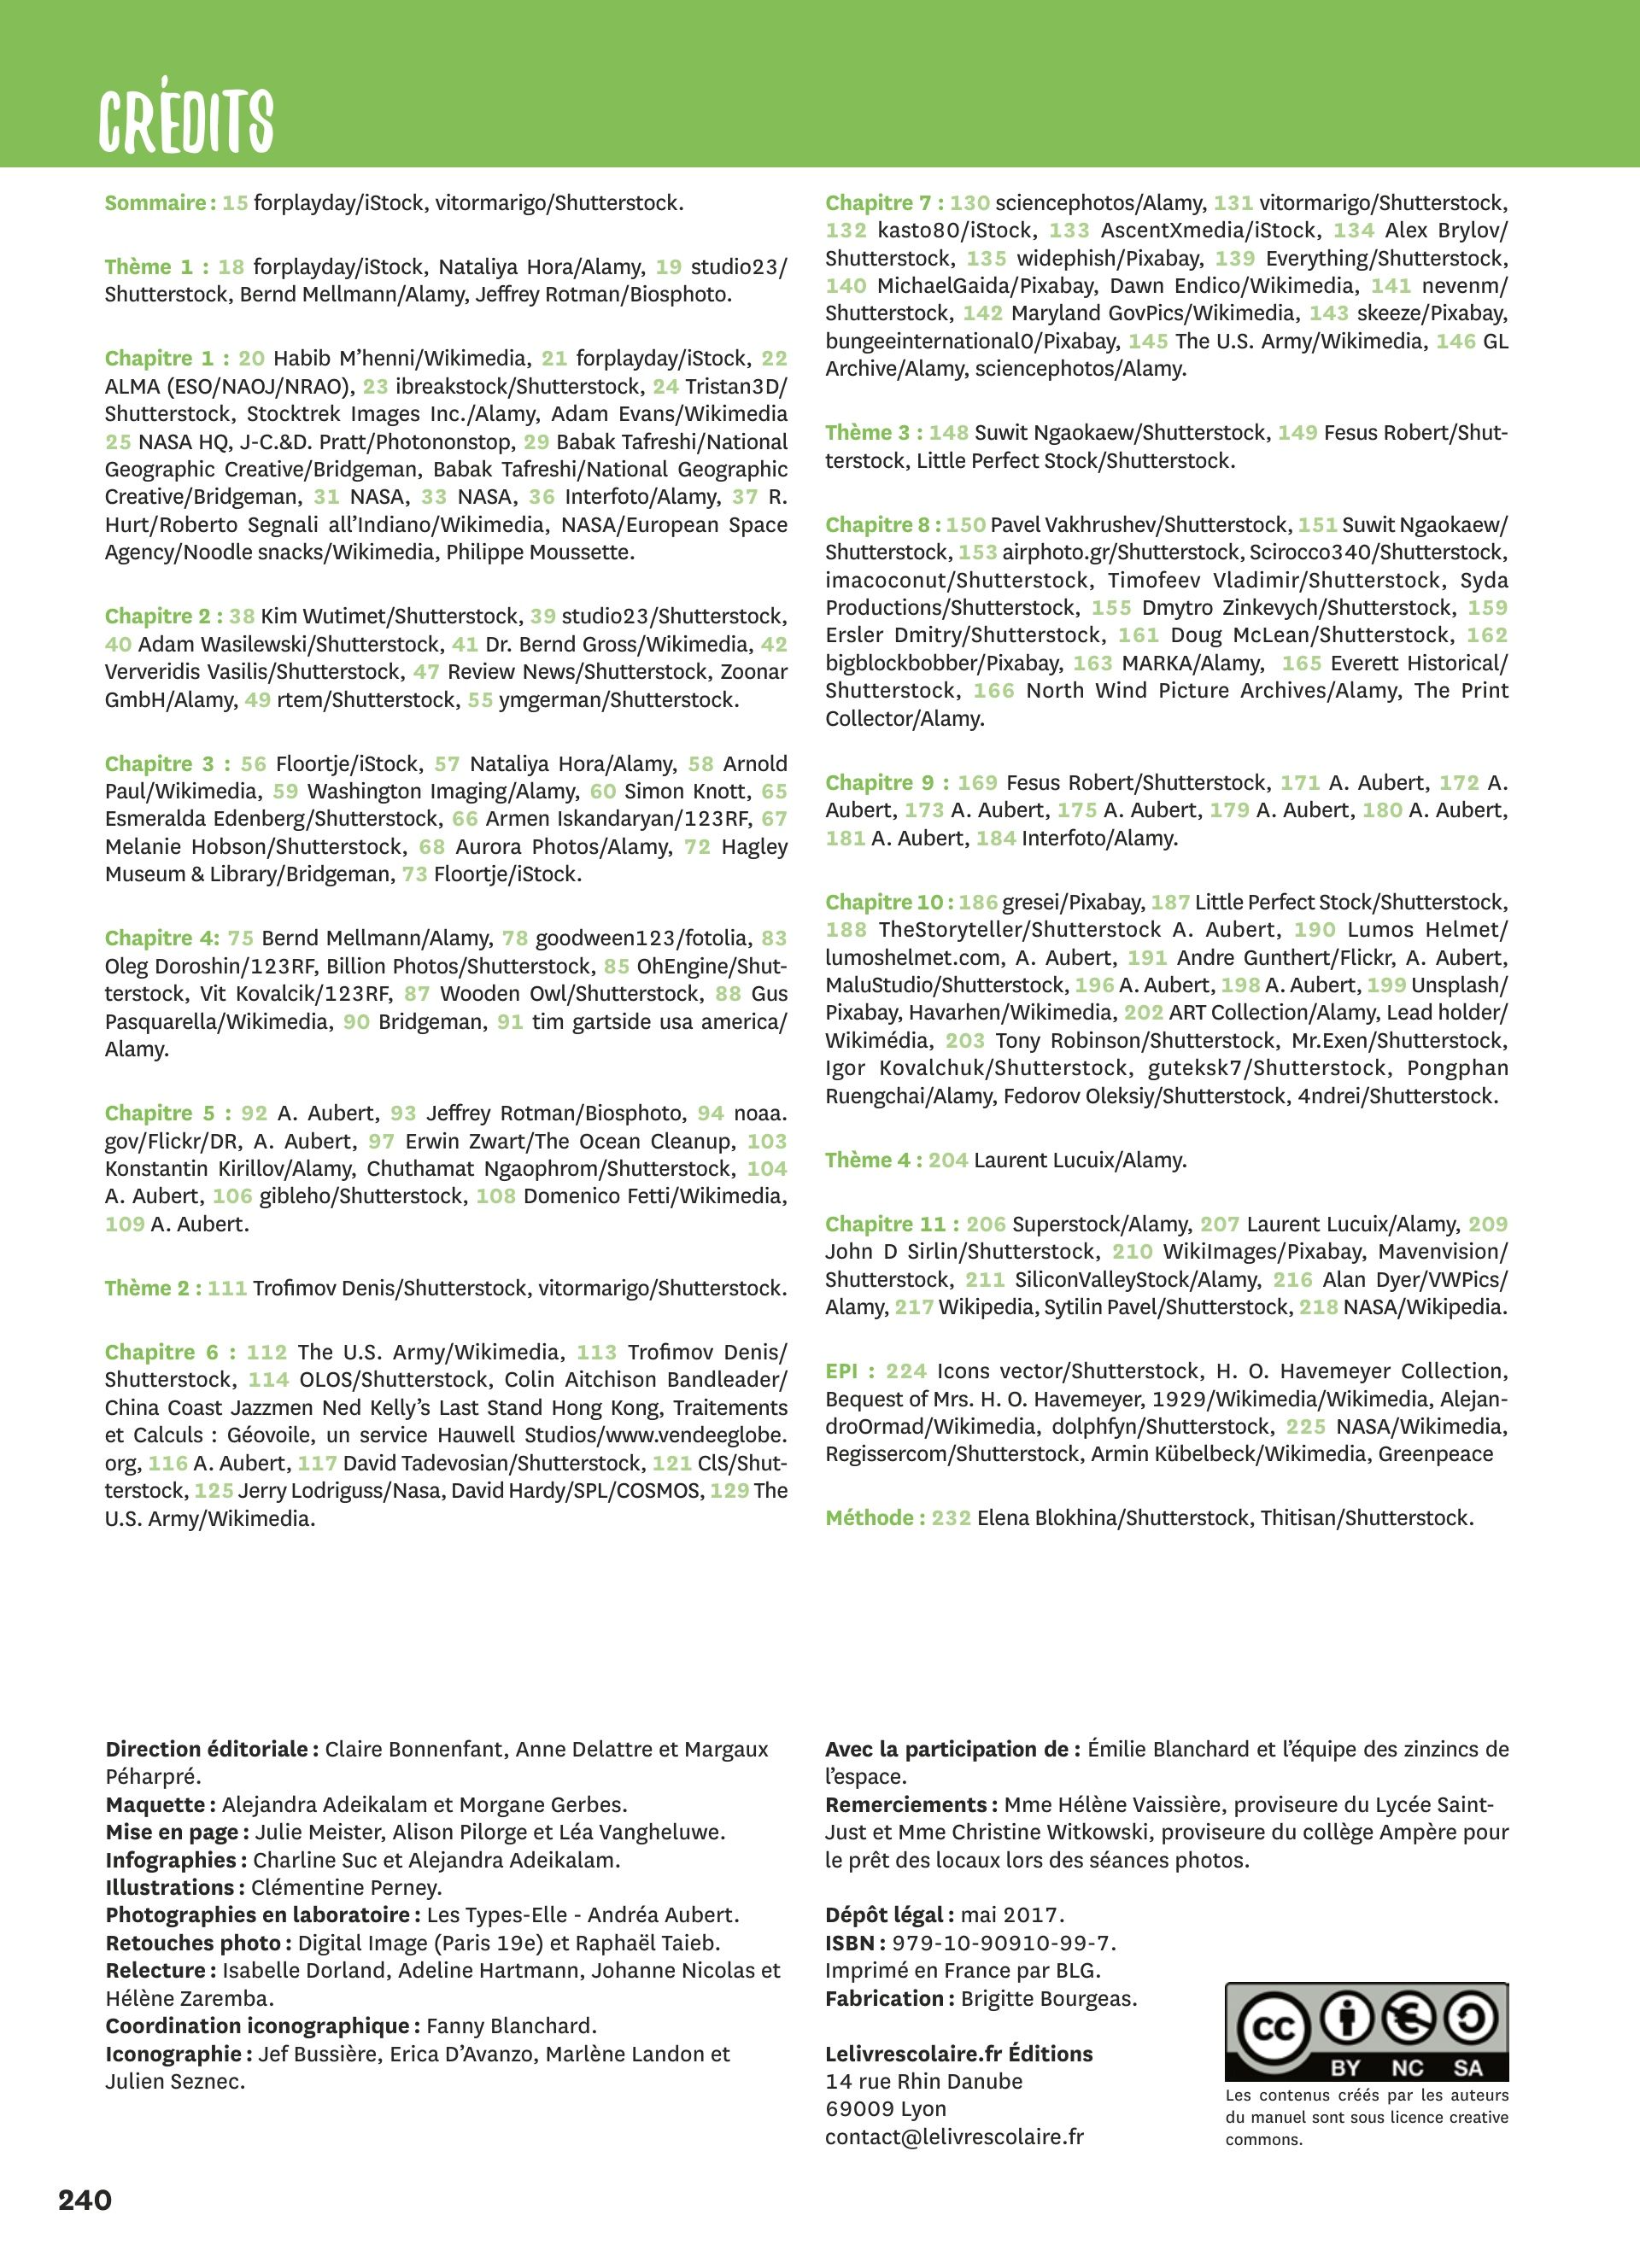 CRÉDITS
Sommaire : 15 forplayday/iStock, vitormarigo/Shutterstock.
Thème 1 : 18 forplayday/iStock, Nataliya Hora/Alamy, 19 studio23/
Shutterstock, Bernd Mellmann/Alamy, Jeffrey Rotman/Biosphoto.
Chapitre 1 : 20 Habib M’henni/Wikimedia, 21 forplayday/iStock, 22
ALMA (ESO/NAOJ/NRAO), 23 ibreakstock/Shutterstock, 24 Tristan3D/
Shutterstock, Stocktrek Images Inc./Alamy, Adam Evans/Wikimedia
25 NASA HQ, J-C.&D. Pratt/Photononstop, 29 Babak Tafreshi/National
Geographic Creative/Bridgeman, Babak Tafreshi/National Geographic
Creative/Bridgeman, 31 NASA, 33 NASA, 36 Interfoto/Alamy, 37 R.
Hurt/Roberto Segnali all’Indiano/Wikimedia, NASA/European Space
Agency/Noodle snacks/Wikimedia, Philippe Moussette.
Chapitre 2 : 38 Kim Wutimet/Shutterstock, 39 studio23/Shutterstock,
40 Adam Wasilewski/Shutterstock, 41 Dr. Bernd Gross/Wikimedia, 42
Ververidis Vasilis/Shutterstock, 47 Review News/Shutterstock, Zoonar
GmbH/Alamy, 49 rtem/Shutterstock, 55 ymgerman/Shutterstock.
Chapitre 3 : 56 Floortje/iStock, 57 Nataliya Hora/Alamy, 58 Arnold
Paul/Wikimedia, 59 Washington Imaging/Alamy, 60 Simon Knott, 65
Esmeralda Edenberg/Shutterstock, 66 Armen Iskandaryan/123RF, 67
Melanie Hobson/Shutterstock, 68 Aurora Photos/Alamy, 72 Hagley
Museum & Library/Bridgeman, 73 Floortje/iStock.
Chapitre 4: 75 Bernd Mellmann/Alamy, 78 goodween123/fotolia, 83
Oleg Doroshin/123RF, Billion Photos/Shutterstock, 85 OhEngine/Shut-
terstock, Vit Kovalcik/123RF, 87 Wooden Owl/Shutterstock, 88 Gus
Pasquarella/Wikimedia, 90 Bridgeman, 91 tim gartside usa america/
Alamy.
Chapitre 5 : 92 A. Aubert, 93 Jeffrey Rotman/Biosphoto, 94 noaa.
gov/Flickr/DR, A. Aubert, 97 Erwin Zwart/The Ocean Cleanup, 103
Konstantin Kirillov/Alamy, Chuthamat Ngaophrom/Shutterstock, 104
A. Aubert, 106 gibleho/Shutterstock, 108 Domenico Fetti/Wikimedia,
109 A. Aubert.
Thème 2 : 111 Trofimov Denis/Shutterstock, vitormarigo/Shutterstock.
Chapitre 6 : 112 The U.S. Army/Wikimedia, 113 Trofimov Denis/
Shutterstock, 114 OLOS/Shutterstock, Colin Aitchison Bandleader/
China Coast Jazzmen Ned Kelly’s Last Stand Hong Kong, Traitements
et Calculs : Géovoile, un service Hauwell Studios/www.vendeeglobe.
org, 116 A. Aubert, 117 David Tadevosian/Shutterstock, 121 ClS/Shut-
terstock, 125 Jerry Lodriguss/Nasa, David Hardy/SPL/COSMOS, 129 The
U.S. Army/Wikimedia.
Chapitre 7 : 130 sciencephotos/Alamy, 131 vitormarigo/Shutterstock,
132 kasto80/iStock, 133 AscentXmedia/iStock, 134 Alex Brylov/
Shutterstock, 135 widephish/Pixabay, 139 Everything/Shutterstock,
140 MichaelGaida/Pixabay, Dawn Endico/Wikimedia, 141 nevenm/
Shutterstock, 142 Maryland GovPics/Wikimedia, 143 skeeze/Pixabay,
bungeeinternational0/Pixabay, 145 The U.S. Army/Wikimedia, 146 GL
Archive/Alamy, sciencephotos/Alamy.
Thème 3 : 148 Suwit Ngaokaew/Shutterstock, 149 Fesus Robert/Shut-
terstock, Little Perfect Stock/Shutterstock.
Chapitre 8 : 150 Pavel Vakhrushev/Shutterstock, 151 Suwit Ngaokaew/
Shutterstock, 153 airphoto.gr/Shutterstock, Scirocco340/Shutterstock,
imacoconut/Shutterstock, Timofeev Vladimir/Shutterstock, Syda
Productions/Shutterstock, 155 Dmytro Zinkevych/Shutterstock, 159
Ersler Dmitry/Shutterstock, 161 Doug McLean/Shutterstock, 162
bigblockbobber/Pixabay, 163 MARKA/Alamy, 165 Everett Historical/
Shutterstock, 166 North Wind Picture Archives/Alamy, The Print
Collector/Alamy.
Chapitre 9 : 169 Fesus Robert/Shutterstock, 171 A. Aubert, 172 A.
Aubert, 173 A. Aubert, 175 A. Aubert, 179 A. Aubert, 180 A. Aubert,
181 A. Aubert, 184 Interfoto/Alamy.
Chapitre 10 : 186 gresei/Pixabay, 187 Little Perfect Stock/Shutterstock,
188 TheStoryteller/Shutterstock A. Aubert, 190 Lumos Helmet/
lumoshelmet.com, A. Aubert, 191 Andre Gunthert/Flickr, A. Aubert,
MaluStudio/Shutterstock, 196 A. Aubert, 198 A. Aubert, 199 Unsplash/
Pixabay, Havarhen/Wikimedia, 202 ART Collection/Alamy, Lead holder/
Wikimédia, 203 Tony Robinson/Shutterstock, Mr.Exen/Shutterstock,
Igor Kovalchuk/Shutterstock, guteksk7/Shutterstock, Pongphan
Ruengchai/Alamy, Fedorov Oleksiy/Shutterstock, 4ndrei/Shutterstock.
Thème 4 : 204 Laurent Lucuix/Alamy.
Chapitre 11 : 206 Superstock/Alamy, 207 Laurent Lucuix/Alamy, 209
John D Sirlin/Shutterstock, 210 WikiImages/Pixabay, Mavenvision/
Shutterstock, 211 SiliconValleyStock/Alamy, 216 Alan Dyer/VWPics/
Alamy, 217 Wikipedia, Sytilin Pavel/Shutterstock, 218 NASA/Wikipedia.
EPI : 224 Icons vector/Shutterstock, H. O. Havemeyer Collection,
Bequest of Mrs. H. O. Havemeyer, 1929/Wikimedia/Wikimedia, Alejan-
droOrmad/Wikimedia, dolphfyn/Shutterstock, 225 NASA/Wikimedia,
Regissercom/Shutterstock, Armin Kübelbeck/Wikimedia, Greenpeace
Méthode : 232 Elena Blokhina/Shutterstock, Thitisan/Shutterstock.
Direction éditoriale : Claire Bonnenfant, Anne Delattre et Margaux
Péharpré.
Maquette : Alejandra Adeikalam et Morgane Gerbes.
Mise en page : Julie Meister, Alison Pilorge et Léa Vangheluwe.
Infographies : Charline Suc et Alejandra Adeikalam.
Illustrations : Clémentine Perney.
Photographies en laboratoire : Les Types-Elle - Andréa Aubert.
Retouches photo : Digital Image (Paris 19e) et Raphaël Taieb.
Relecture : Isabelle Dorland, Adeline Hartmann, Johanne Nicolas et
Hélène Zaremba.
Coordination iconographique : Fanny Blanchard.
Iconographie : Jef Bussière, Erica D’Avanzo, Marlène Landon et
Julien Seznec.
Avec la participation de : Émilie Blanchard et l’équipe des zinzincs de
l’espace.
Remerciements : Mme Hélène Vaissière, proviseure du Lycée Saint-
Just et Mme Christine Witkowski, proviseure du collège Ampère pour
le prêt des locaux lors des séances photos.
Dépôt légal : mai 2017.
ISBN : 979-10-90910-99-7.
Imprimé en France par BLG.
Fabrication : Brigitte Bourgeas.
Lelivrescolaire.fr Éditions
14 rue Rhin Danube
69009 Lyon
contact@lelivrescolaire.fr
CC
BY NC SA
Les contenus créés par les auteurs
du manuel sont sous licence creative
commons.
240